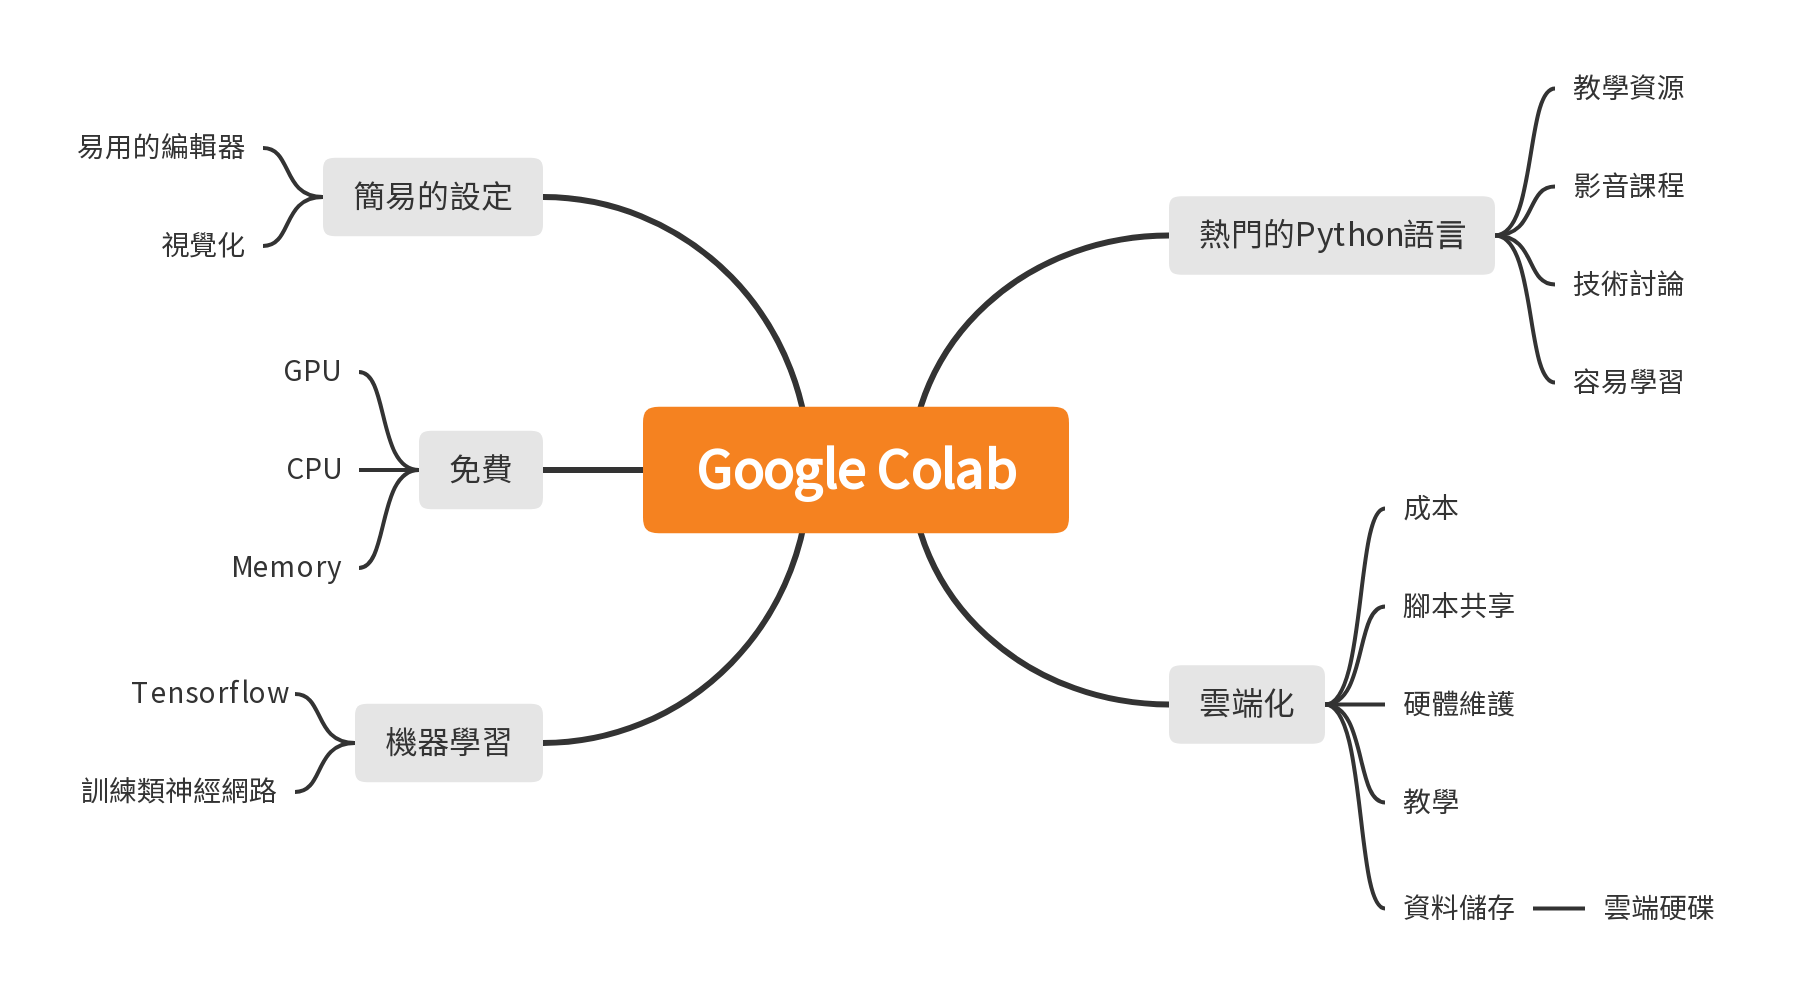 Google Colab
熱門的Python語言
教學資源
影音課程
技術討論
容易學習
雲端化
成本
腳本共享
硬體維護
教學
資料儲存
雲端硬碟
簡易的設定
易用的編輯器
視覺化
免費
GPU
CPU
Memory
機器學習
Tensorflow
訓練類神經網路